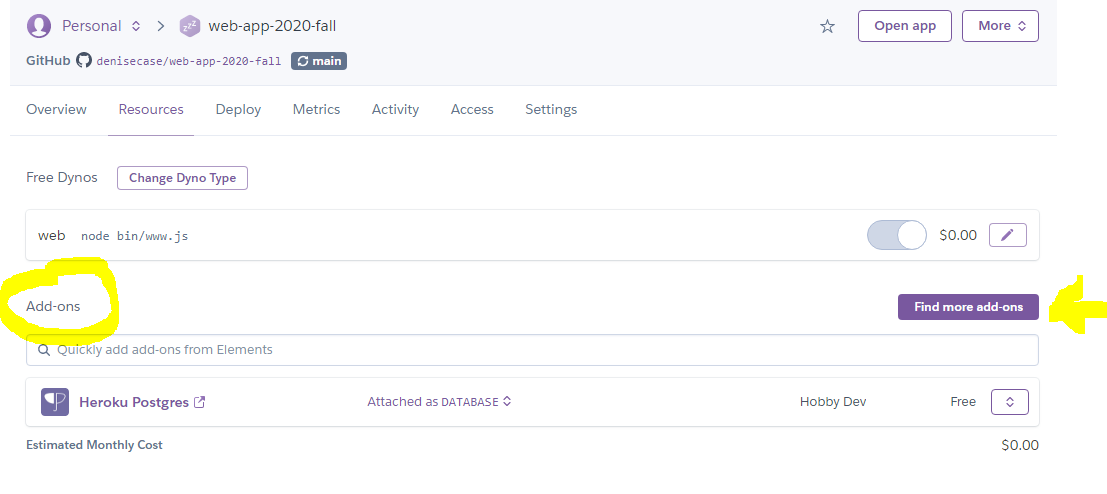 Personal web-app-2020-fall Open app More
GitHub denisecase/web-app-2020-fall main
Overview Resources Deploy Metrics Activity Access Settings
Free Dynos Change Dyno Type
web node bin/www.js $0.00
Add-ons Find more add-ons
Quickly add add-ons from Elements
Heroku Postgres Attached as DATABASE Hobby Dev Free
Estimated Monthly Cost $0.00